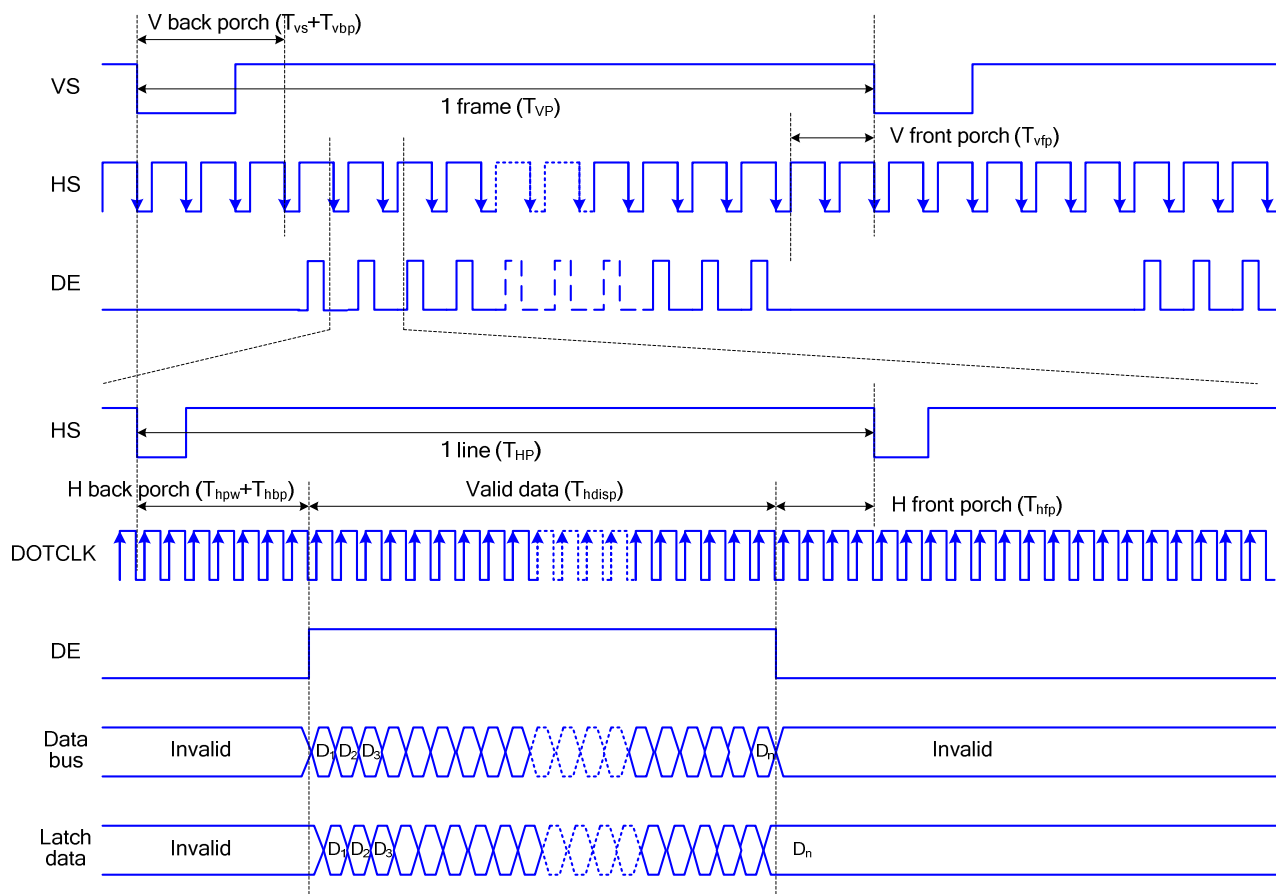 V back porch (Tvs+Tvbp)
VS
1 frame (TVP)
V front porch (Tvfp)
HS
DE
HS
1 line (THP)
H back porch (Thpw+Thbp)
Valid data (Thdisp)
H front porch (Thfp)
DOTCLK
DE
Data
bus
Invalid
D1 D2 D3
Dn
Invalid
Latch
data
Invalid
D1 D2 D3
Dn